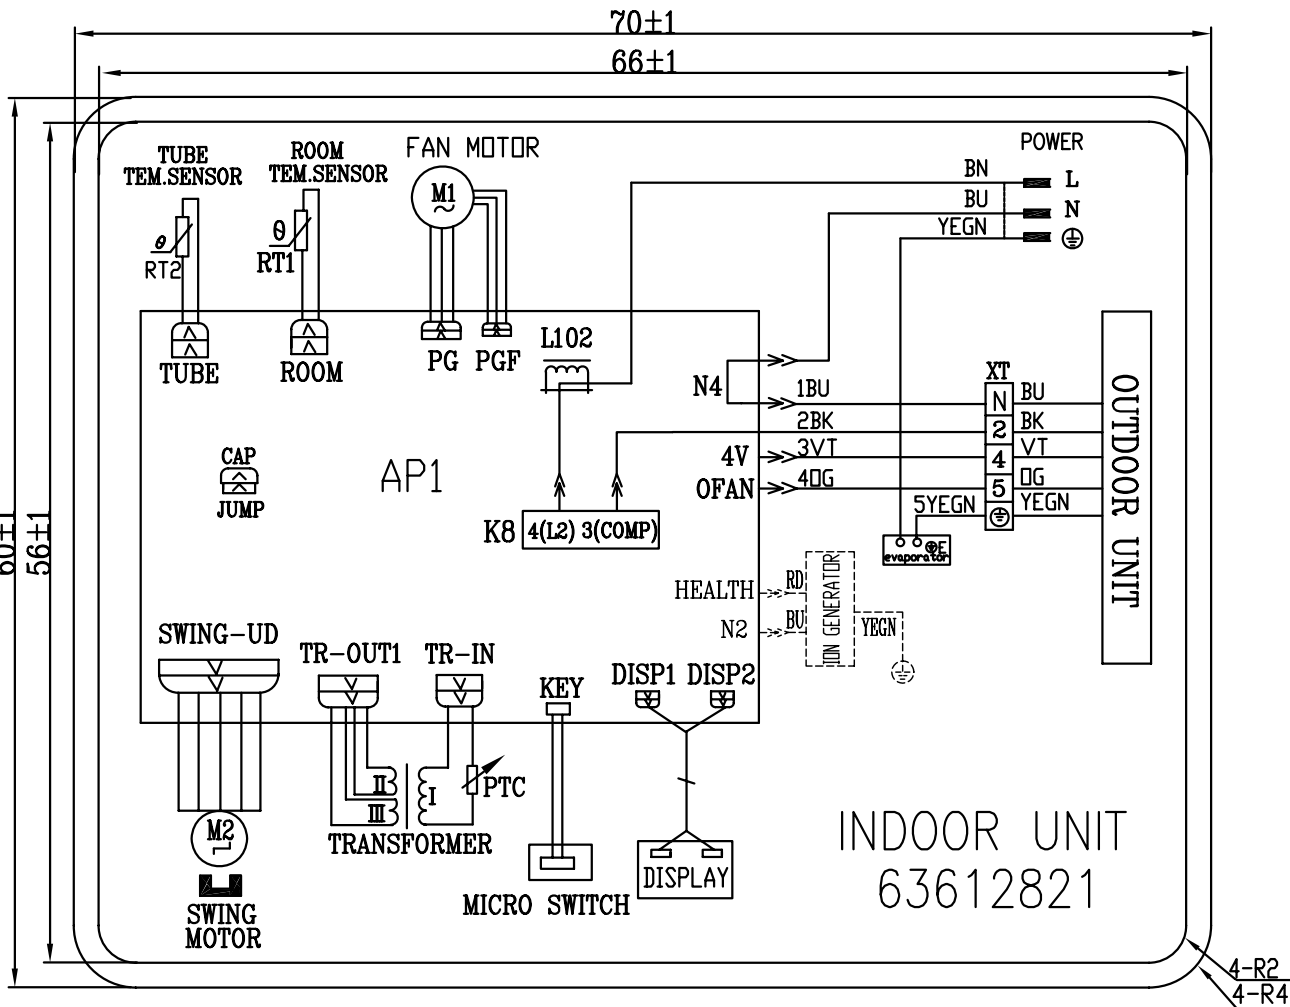 70±1
66±1
60±1
56±1
TUBE
TEM.SENSOR
ROOM
TEM.SENSOR
FAN MOTOR
POWER
M1
~
BN
L
BU
N
YEGN
θ
RT2
θ
RT1
TUBE
ROOM
PG
PGF
L102
N4
XT
1BU
N
BU
2BK
2
BK
4V
3VT
4
VT
OFAN
4OG
5
OG
5YEGN
YEGN
CAP
JUMP
AP1
K8
4(L2) 3(COMP)
E
evaporator
OUTDOOR UNIT
HEALTH
RD
N2
BU
ION GENERATOR
YEGN
SWING-UD
TR-OUT1
TR-IN
KEY
DISP1
DISP2
II
III
I
PTC
TRANSFORMER
M2
SWING
MOTOR
MICRO SWITCH
DISPLAY
INDOOR UNIT
63612821
4-R2
4-R4